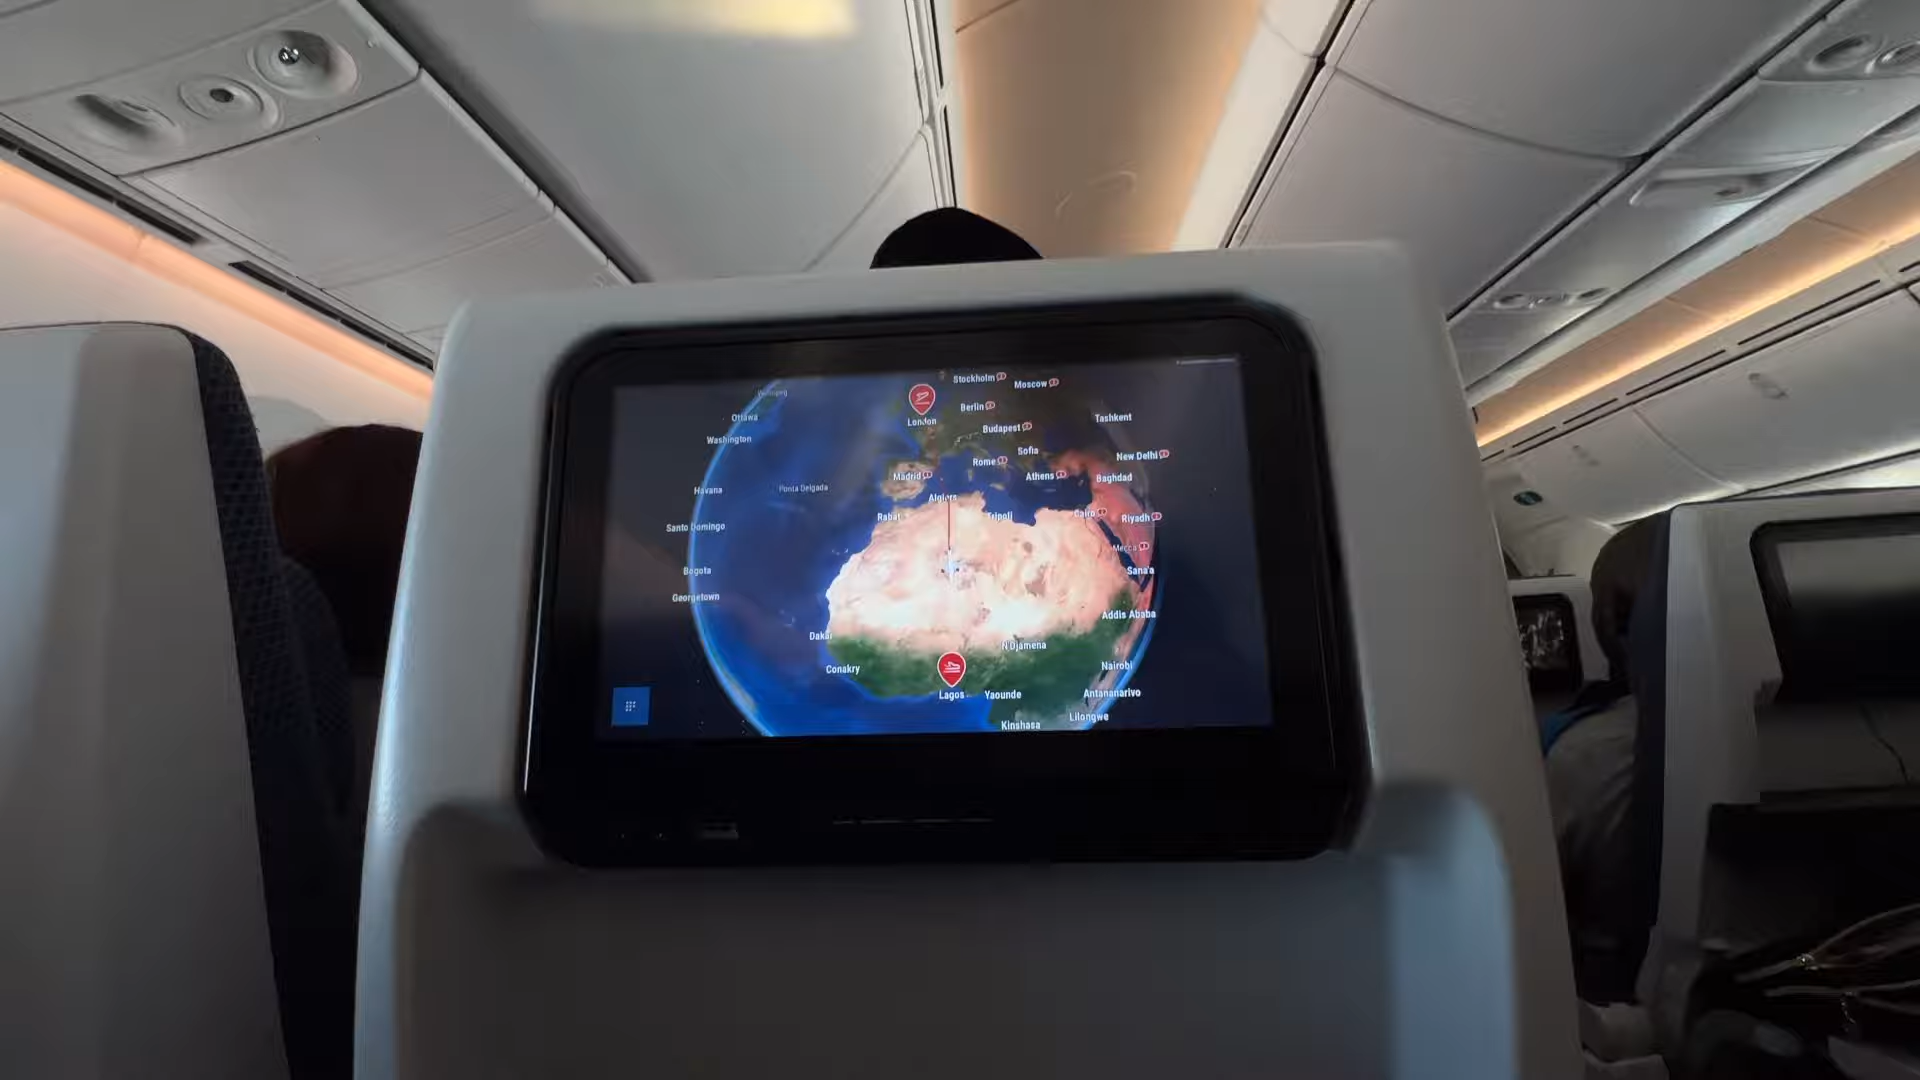 Stockholm
Moscow
Winnipeg
London
Berlin
Ottawa
Tashkent
Washington
Budapest
Sofia
New Delhi
Rome
Madrid
Athens
Baghdad
Havana
Ponta Delgada
Algiers
Rabat
Tripoli
Cairo
Riyadh
Santo Domingo
Mecca
Bogota
Sana'a
Georgetown
Addis Ababa
Dakar
N'Djamena
Conakry
Nairobi
Lagos
Yaounde
Antananarivo
Kinshasa
Lilongwe